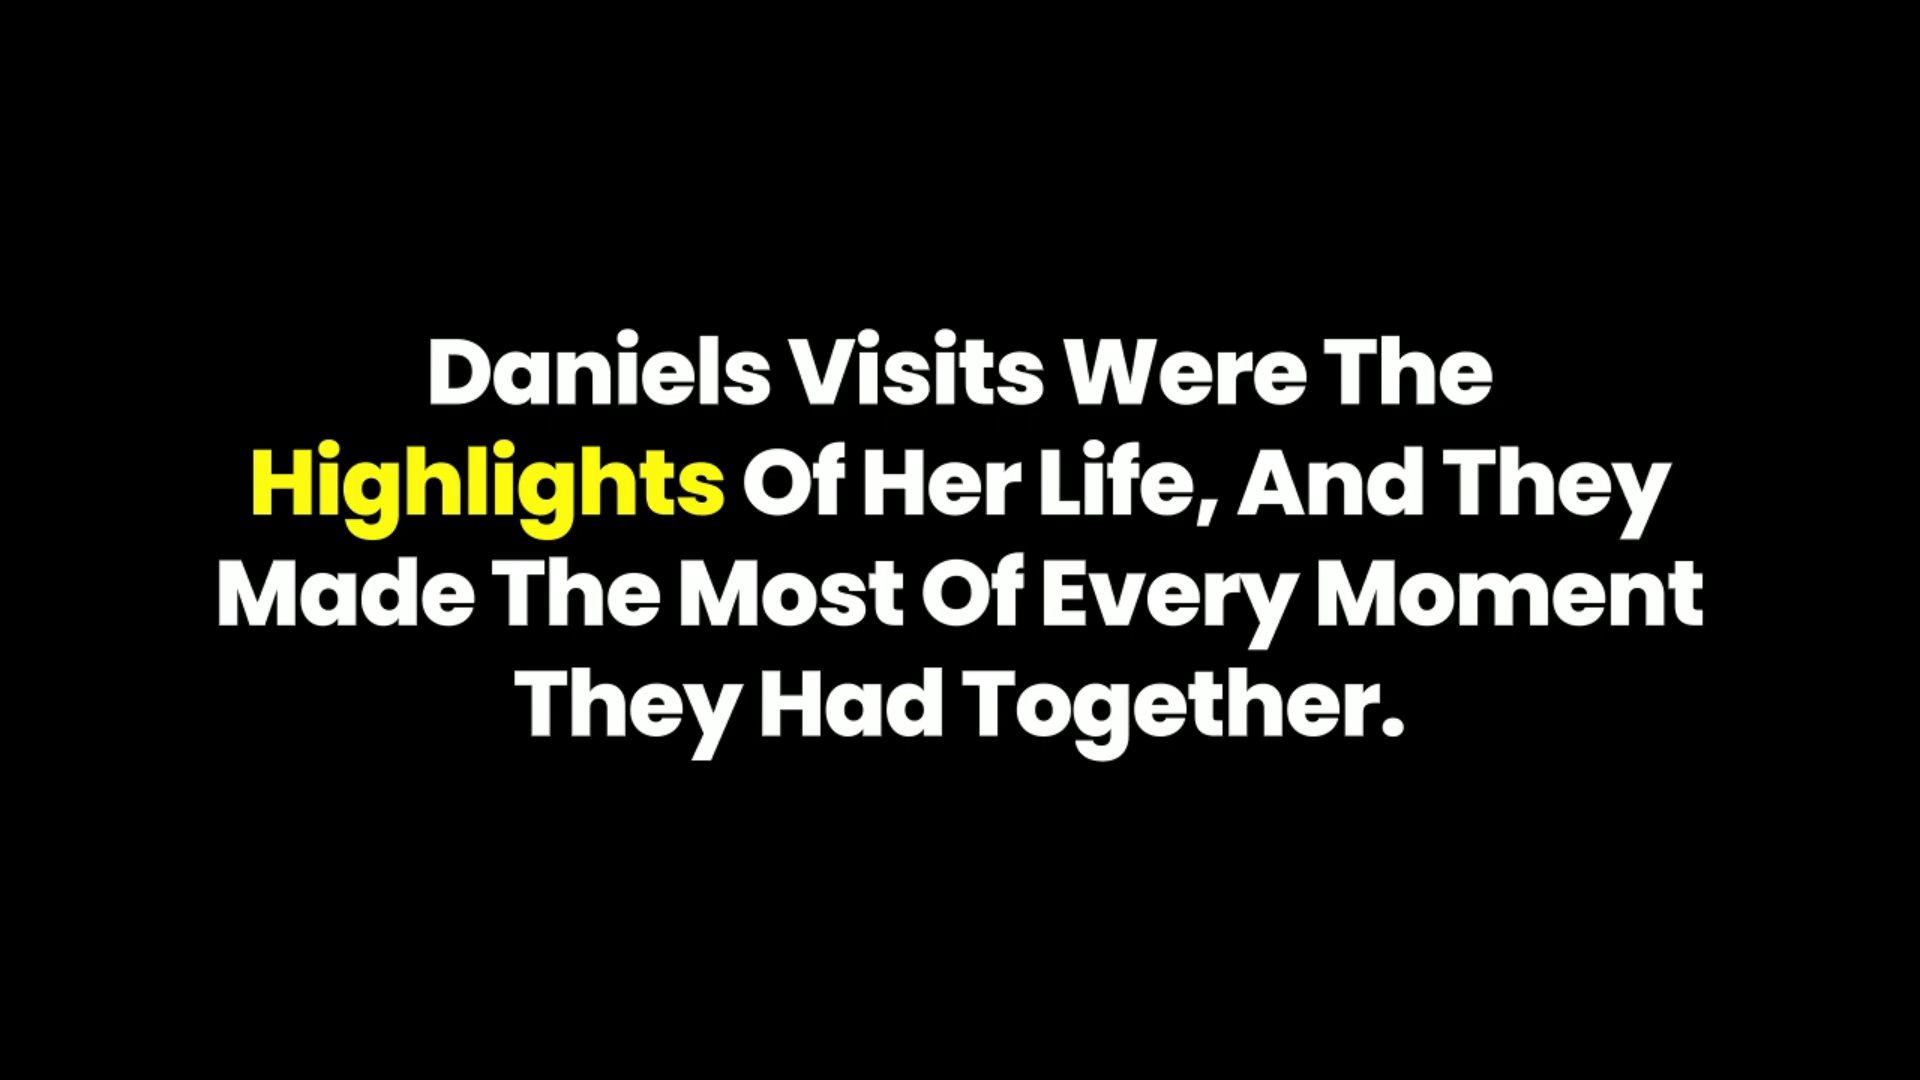 Daniels Visits Were The
Highlights Of Her Life, And They
Made The Most Of Every Moment
They Had Together.